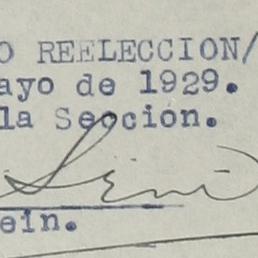 O REELECCION/
ayo de 1929.
la Seccion.
ein.